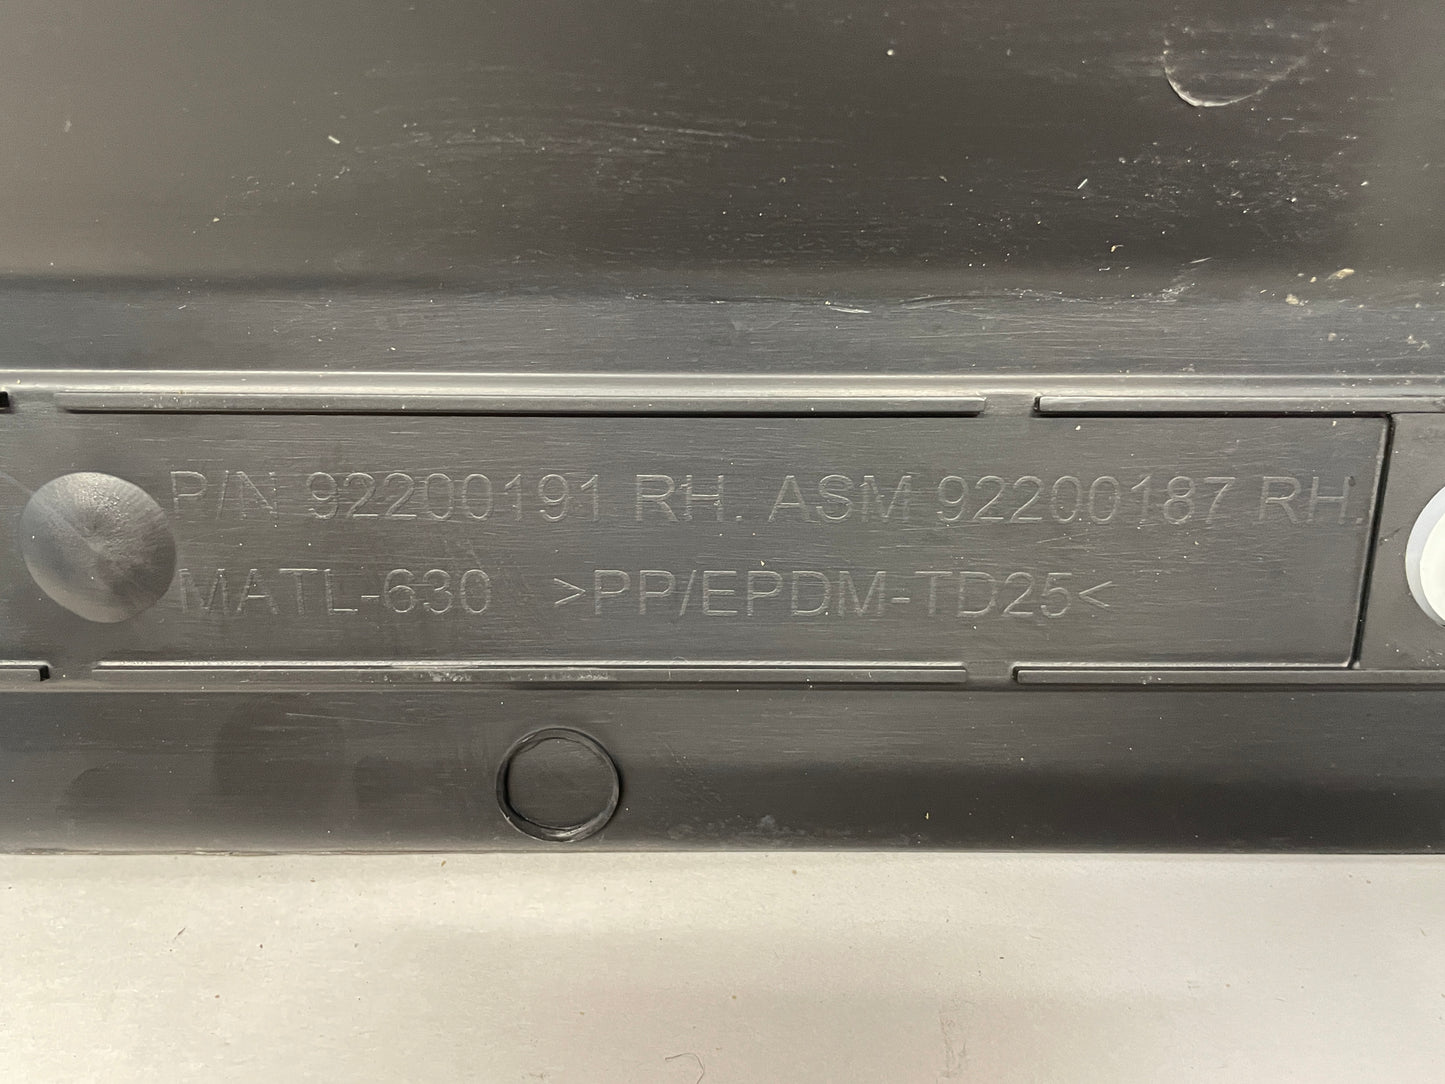 P/N 92200191 RH. ASM 92200187 RH.
MATL-630 >PP/EPDM-TD25<